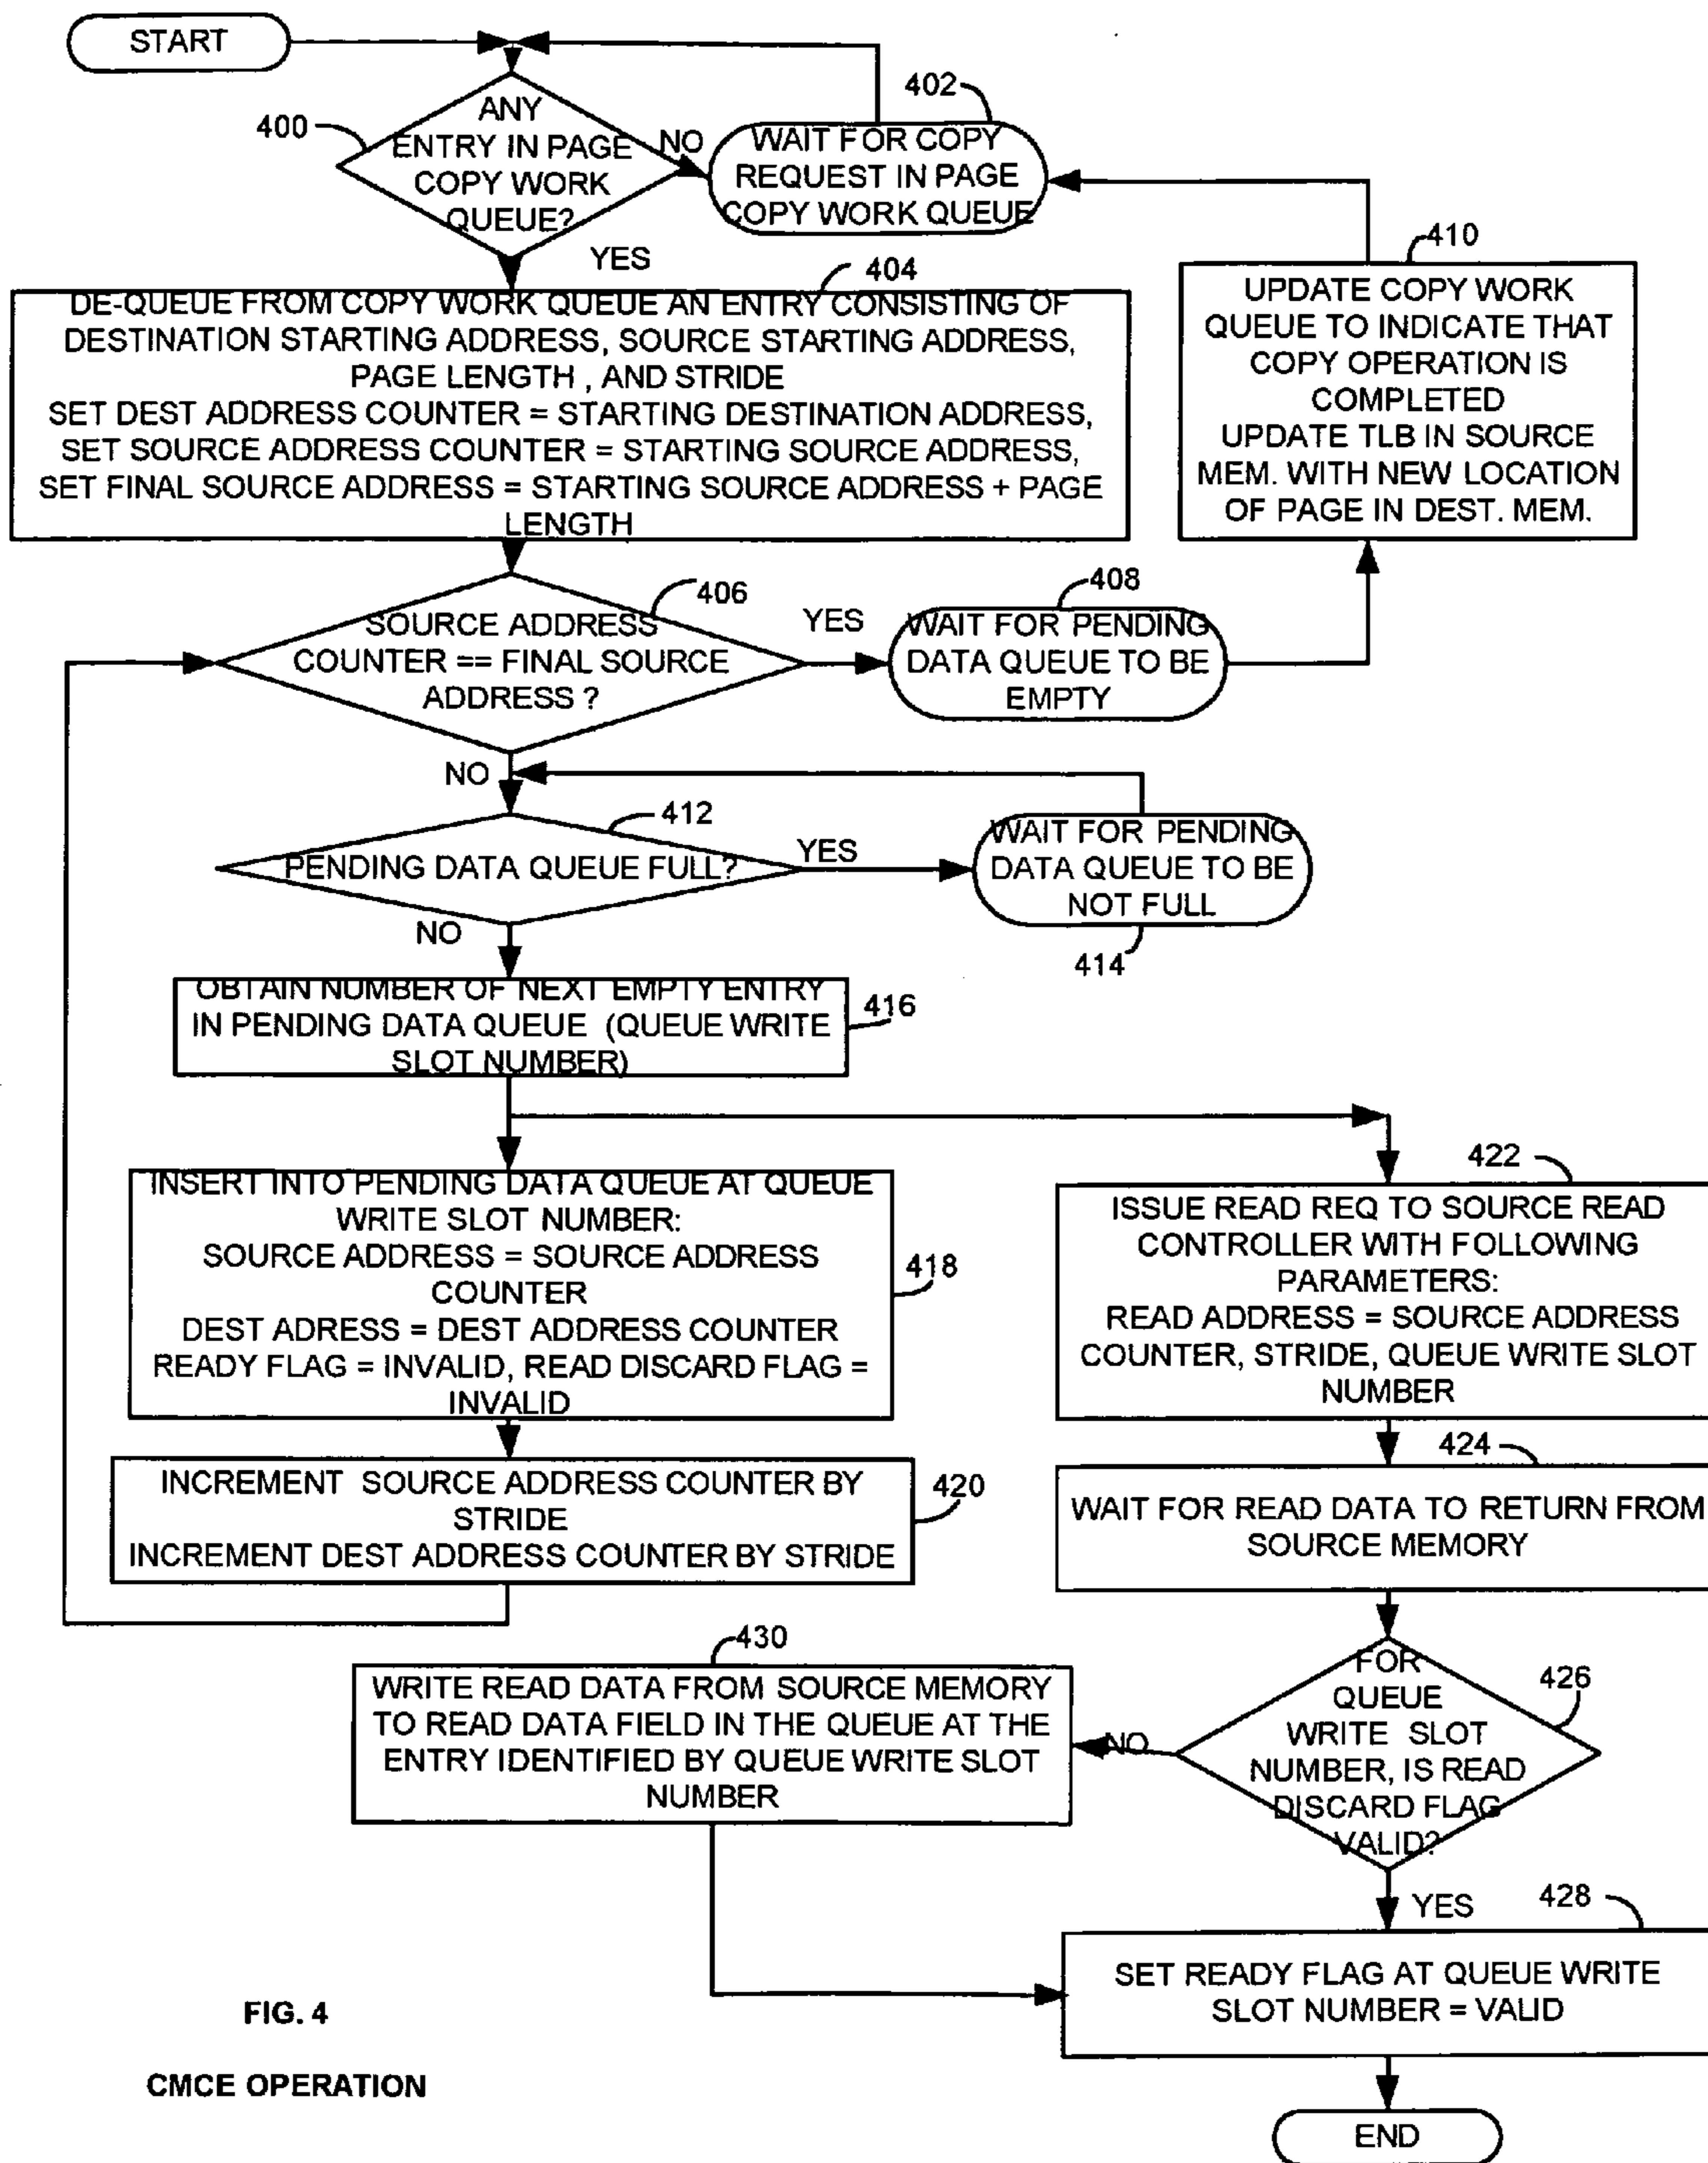 START
402
400
ANY
ENTRY IN PAGE
COPY WORK
QUEUE?
NO
WAIT FOR COPY
REQUEST IN PAGE
COPY WORK QUEUE
YES
404
DE-QUEUE FROM COPY WORK QUEUE AN ENTRY CONSISTING OF
DESTINATION STARTING ADDRESS, SOURCE STARTING ADDRESS,
PAGE LENGTH , AND STRIDE
SET DEST ADDRESS COUNTER = STARTING DESTINATION ADDRESS,
SET SOURCE ADDRESS COUNTER = STARTING SOURCE ADDRESS,
SET FINAL SOURCE ADDRESS = STARTING SOURCE ADDRESS + PAGE
LENGTH
410
UPDATE COPY WORK
QUEUE TO INDICATE THAT
COPY OPERATION IS
COMPLETED
UPDATE TLB IN SOURCE
MEM. WITH NEW LOCATION
OF PAGE IN DEST. MEM.
406
SOURCE ADDRESS
COUNTER == FINAL SOURCE
ADDRESS ?
YES
408
WAIT FOR PENDING
DATA QUEUE TO BE
EMPTY
NO
412
PENDING DATA QUEUE FULL?
YES
WAIT FOR PENDING
DATA QUEUE TO BE
NOT FULL
414
NO
OBTAIN NUMBER OF NEXT EMPTY ENTRY
IN PENDING DATA QUEUE (QUEUE WRITE
SLOT NUMBER)
416
INSERT INTO PENDING DATA QUEUE AT QUEUE
WRITE SLOT NUMBER:
SOURCE ADDRESS = SOURCE ADDRESS
COUNTER
DEST ADRESS = DEST ADDRESS COUNTER
READY FLAG = INVALID, READ DISCARD FLAG =
INVALID
418
422
ISSUE READ REQ TO SOURCE READ
CONTROLLER WITH FOLLOWING
PARAMETERS:
READ ADDRESS = SOURCE ADDRESS
COUNTER, STRIDE, QUEUE WRITE SLOT
NUMBER
INCREMENT SOURCE ADDRESS COUNTER BY
STRIDE
INCREMENT DEST ADDRESS COUNTER BY STRIDE
420
424
WAIT FOR READ DATA TO RETURN FROM
SOURCE MEMORY
430
WRITE READ DATA FROM SOURCE MEMORY
TO READ DATA FIELD IN THE QUEUE AT THE
ENTRY IDENTIFIED BY QUEUE WRITE SLOT
NUMBER
NO
FOR
QUEUE
WRITE SLOT
NUMBER, IS READ
DISCARD FLAG
VALID?
426
YES
428
SET READY FLAG AT QUEUE WRITE
SLOT NUMBER = VALID
END
FIG. 4
CMCE OPERATION